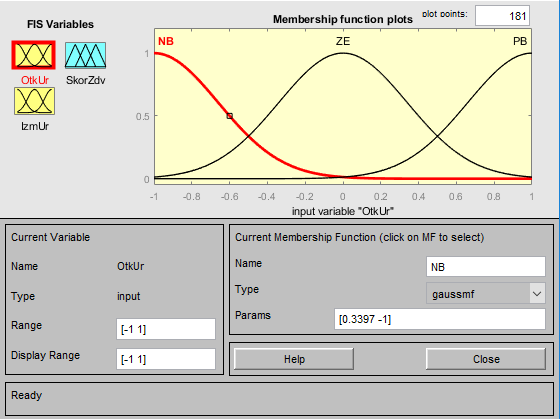 FIS Variables
OtkUr
SkorZdv
IzmUr
Membership function plots
plot points:
181
NB
ZE
PB
1
0.5
0
-1
-0.8
-0.6
-0.4
-0.2
0
0.2
0.4
0.6
0.8
1
input variable "OtkUr"
Current Variable
Name
OtkUr
Type
input
Range
[-1 1]
Display Range
[-1 1]
Current Membership Function (click on MF to select)
Name
NB
Type
gaussmf
Params
[0.3397 -1]
Help
Close
Ready